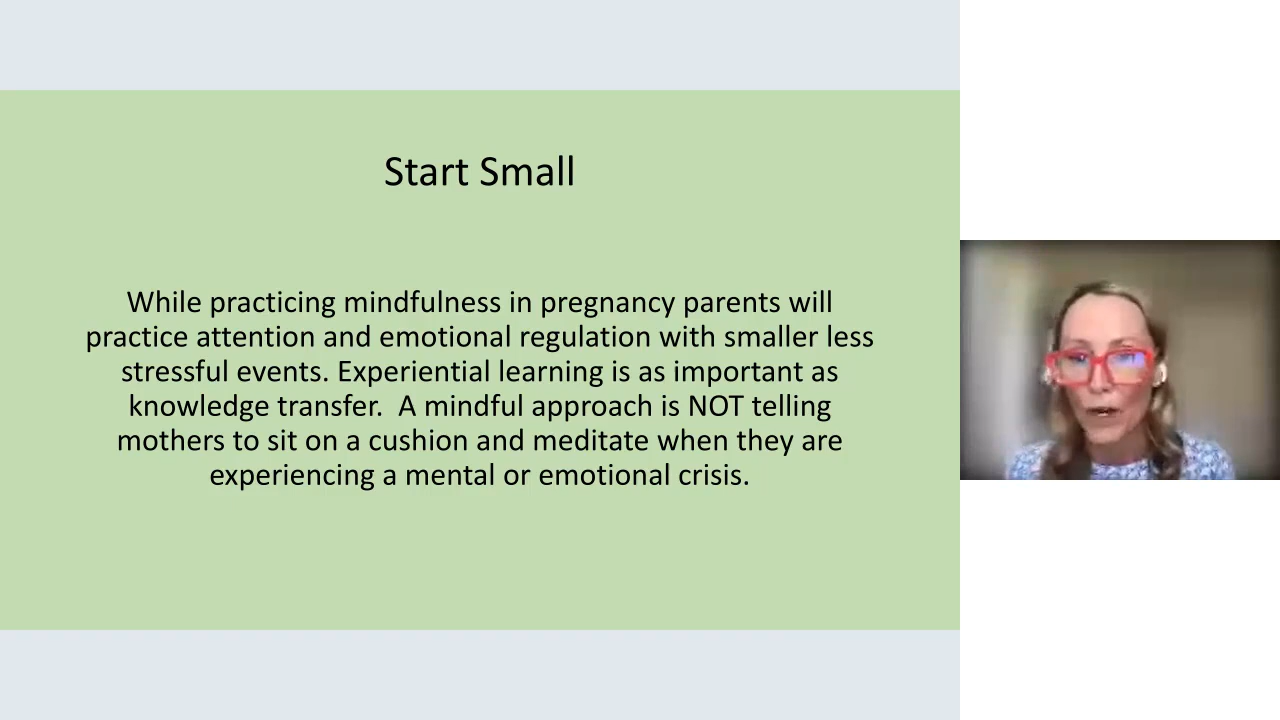 Start Small
While practicing mindfulness in pregnancy parents will
practice attention and emotional regulation with smaller less
stressful events. Experiential learning is as important as
knowledge transfer.  A mindful approach is NOT telling
mothers to sit on a cushion and meditate when they are
experiencing a mental or emotional crisis.